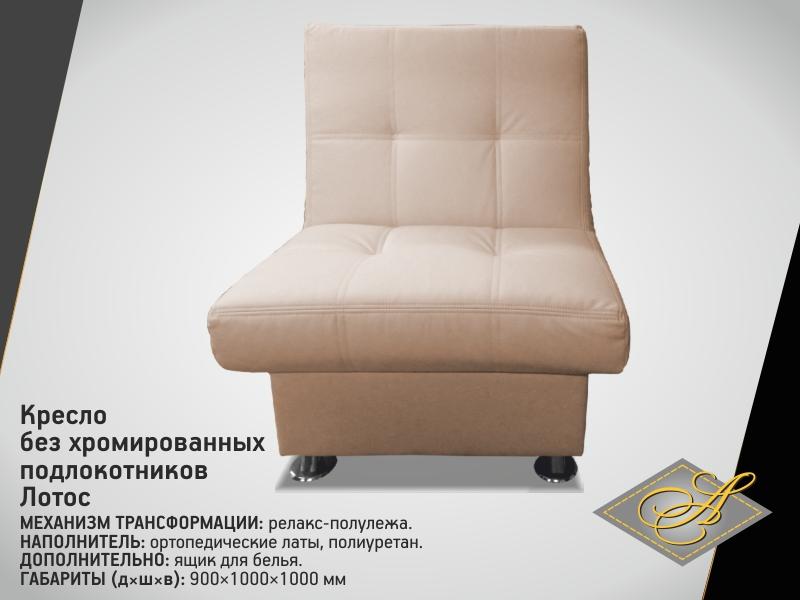 Кресло
без хромированных
подлокотников
Лотос
МЕХАНИЗМ ТРАНСФОРМАЦИИ: релакс-полулежа.
НАПОЛНИТЕЛЬ: ортопедические латы, полиуретан.
ДОПОЛНИТЕЛЬНО: ящик для белья.
ГАБАРИТЫ (д×ш×в): 900×1000×1000 мм
A